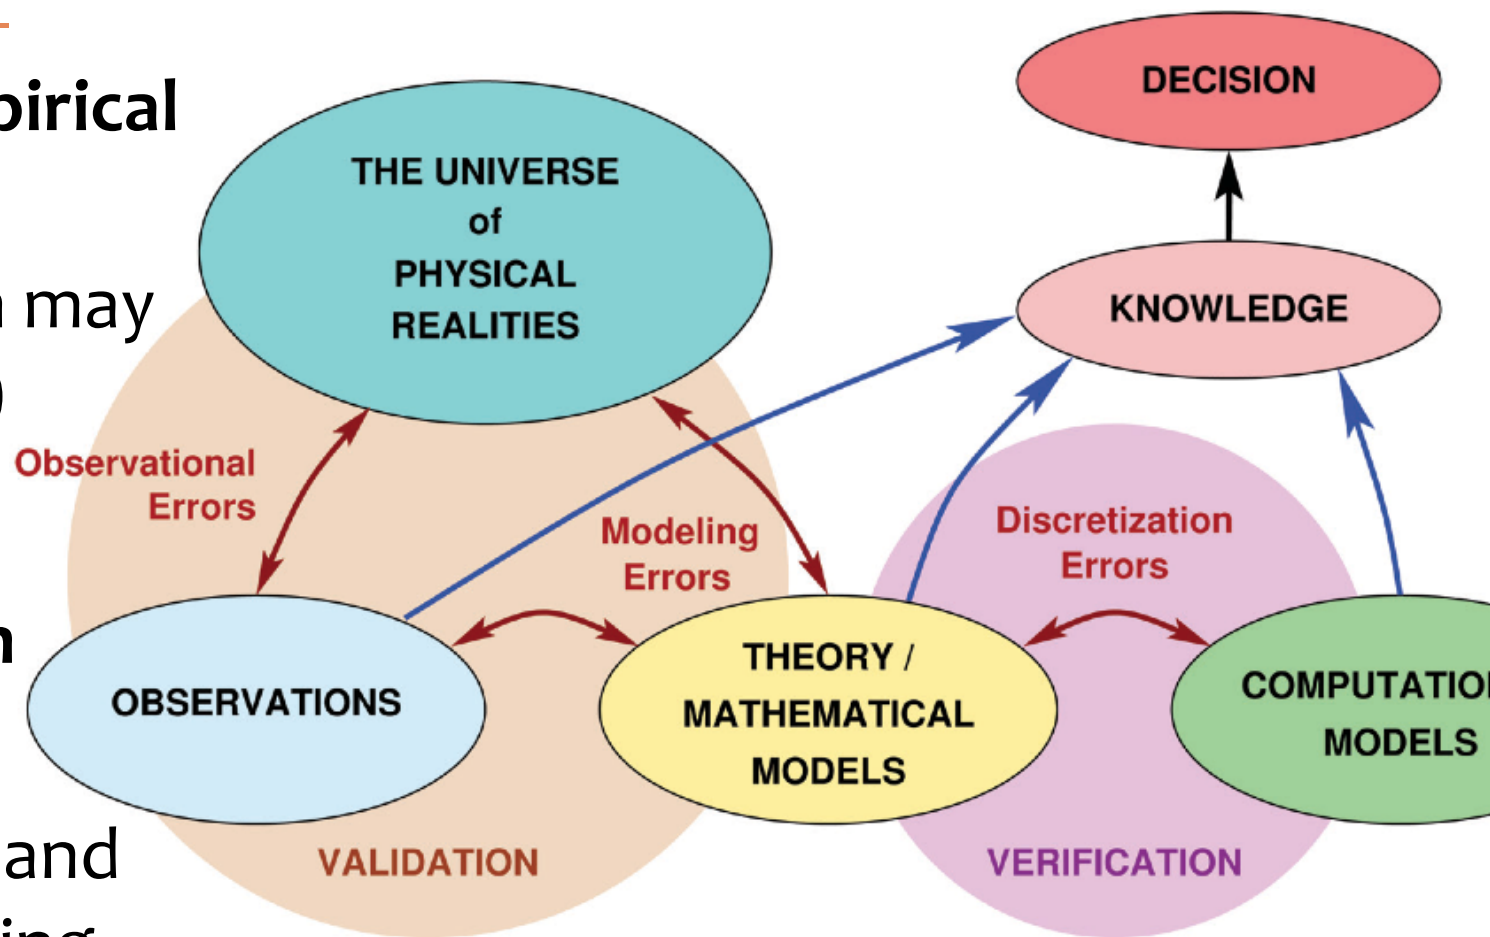 pirical
may
)
and
THE UNIVERSE
of
PHYSICAL
REALITIES
DECISION
KNOWLEDGE
Observational
Errors
Modeling
Errors
Discretization
Errors
OBSERVATIONS
THEORY /
MATHEMATICAL
MODELS
COMPUTATIO
MODELS
VALIDATION
VERIFICATION